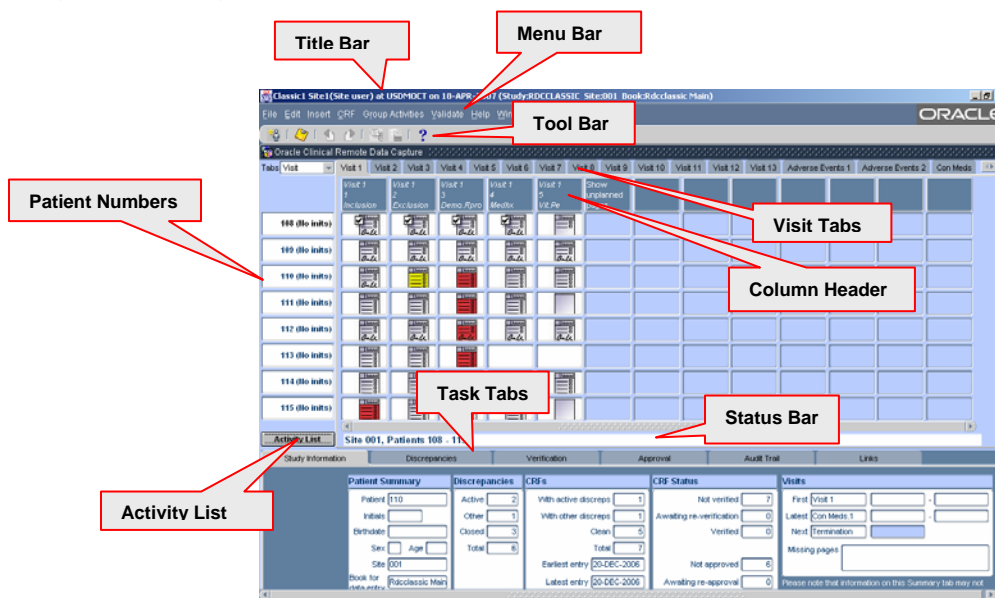 Title Bar
Menu Bar
Classic1 Site1(Site user) at USDMOCT on 10-APR-2007 (Study:RDCCLASSIC Site:001 Book:Rdcclassic Main)
File Edit Insert CRF Group Activities Validate Help
ORACLE
Tool Bar
Oracle Clinical Remote Data Capture
Tabs Visit Visit 1 Visit 2 Visit 3 Visit 4 Visit 5 Visit 6 Visit 7 Visit 8 Visit 9 Visit 10 Visit 11 Visit 12 Visit 13 Adverse Events 1 Adverse Events 2 Con Meds
Visit 1 Visit 1 Visit 1 Visit 1 Visit 1 Show
1 2 3 4 5 unplanned
Inclusion Exclusion Demo,Rpro MedHx Vit,Pe
Patient Numbers
108 (No inits)
Visit Tabs
109 (No inits)
110 (No inits)
Column Header
111 (No inits)
112 (No inits)
113 (No inits)
114 (No inits)
Task Tabs
115 (No inits)
Status Bar
Activity List Site 001, Patients 108 - 11
Study Information Discrepancies Verification Approval Audit Trail Links
Activity List
Patient Summary Discrepancies CRFs CRF Status Visits
Patient 110 Active 2 With active discreps 1 Not verified 7 First Visit 1 -
Initials Other 1 With other discreps 1 Awaiting re-verification 0 Latest Con Meds.1 -
Birthdate Closed 3 Clean 5 Verified 0 Next Termination
Sex Age Total 6 Total 7 Missing pages
Site 001 Earliest entry 20-DEC-2006 Not approved 6
Book for data entry Rdcclassic Main Latest entry 20-DEC-2006 Awaiting re-approval 0 Please note that information on this Summary tab may not